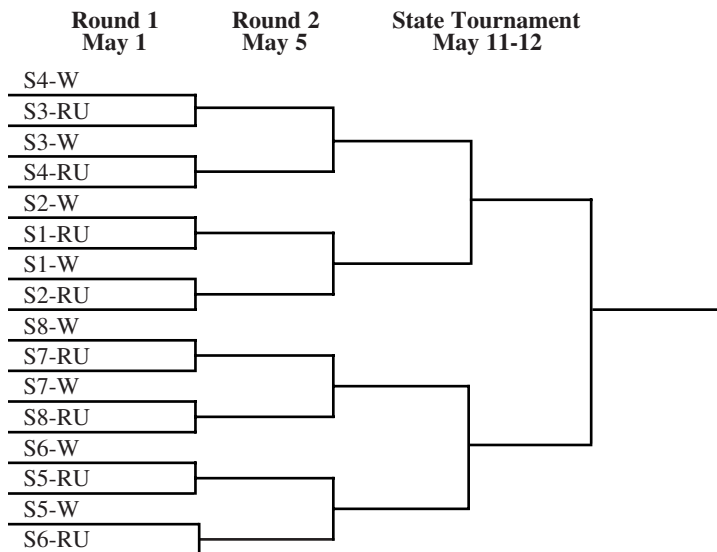 Round 1 Round 2 State Tournament
May 1 May 5 May 11-12
S4-W
S3-RU
S3-W
S4-RU
S2-W
S1-RU
S1-W
S2-RU
S8-W
S7-RU
S7-W
S8-RU
S6-W
S5-RU
S5-W
S6-RU